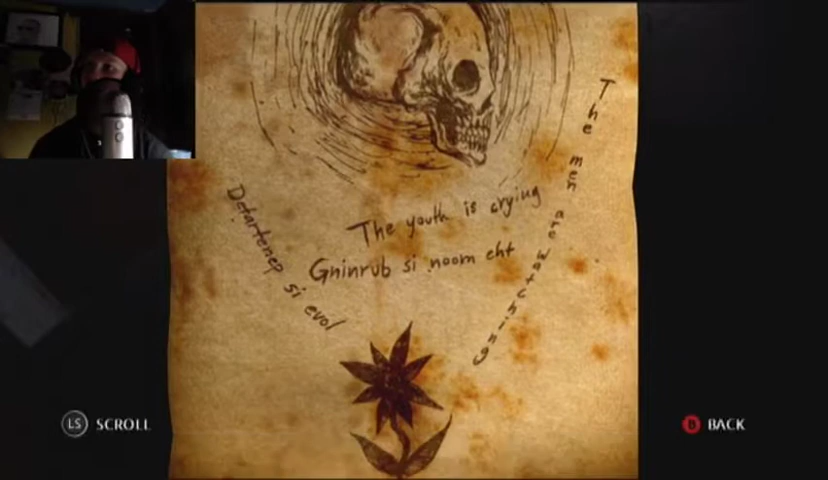 The men are watching
The youth is crying
Gninrub si noom eht
Detartenep si evol
SCROLL
BACK
LS
B